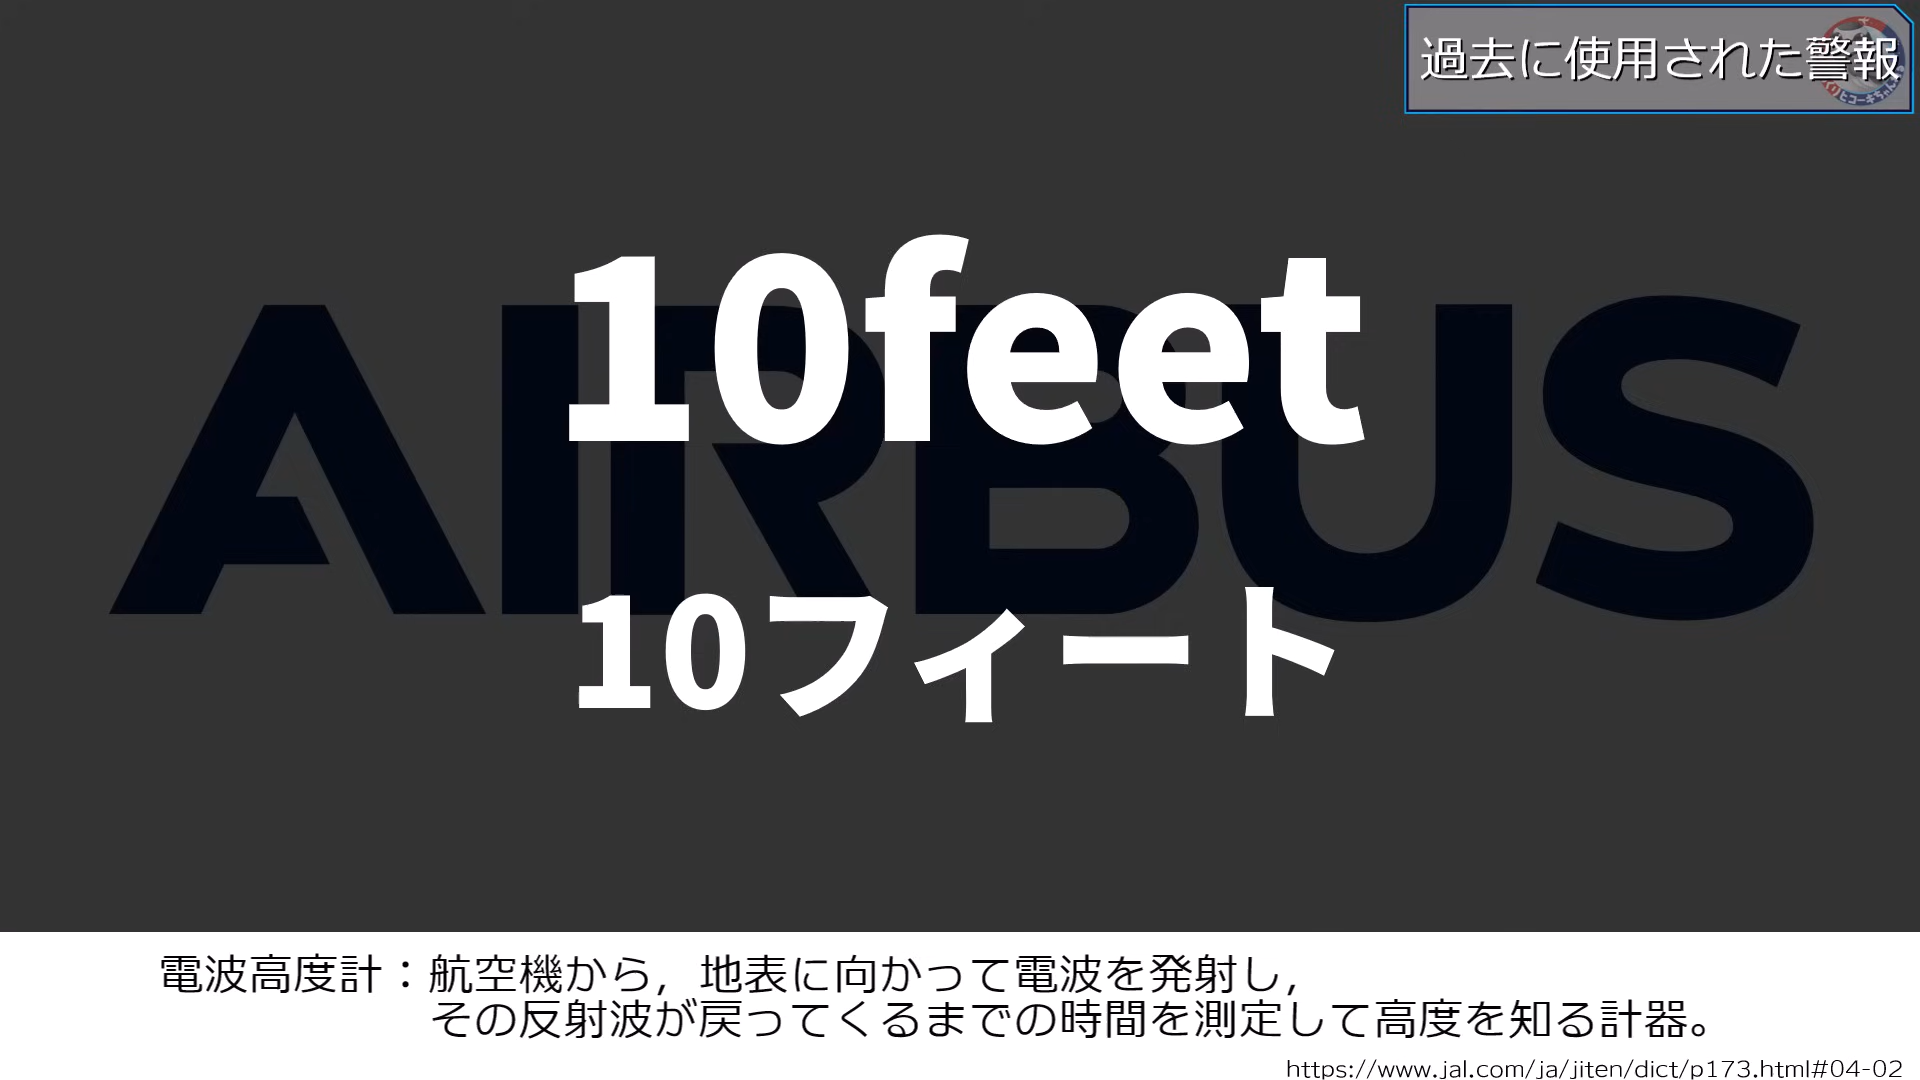 過去に使用された警報
AIRBUS
10feet
10フィート
電波高度計：航空機から，地表に向かって電波を発射し，
その反射波が戻ってくるまでの時間を測定して高度を知る計器。
https://www.jal.com/ja/jiten/dict/p173.html#04-02